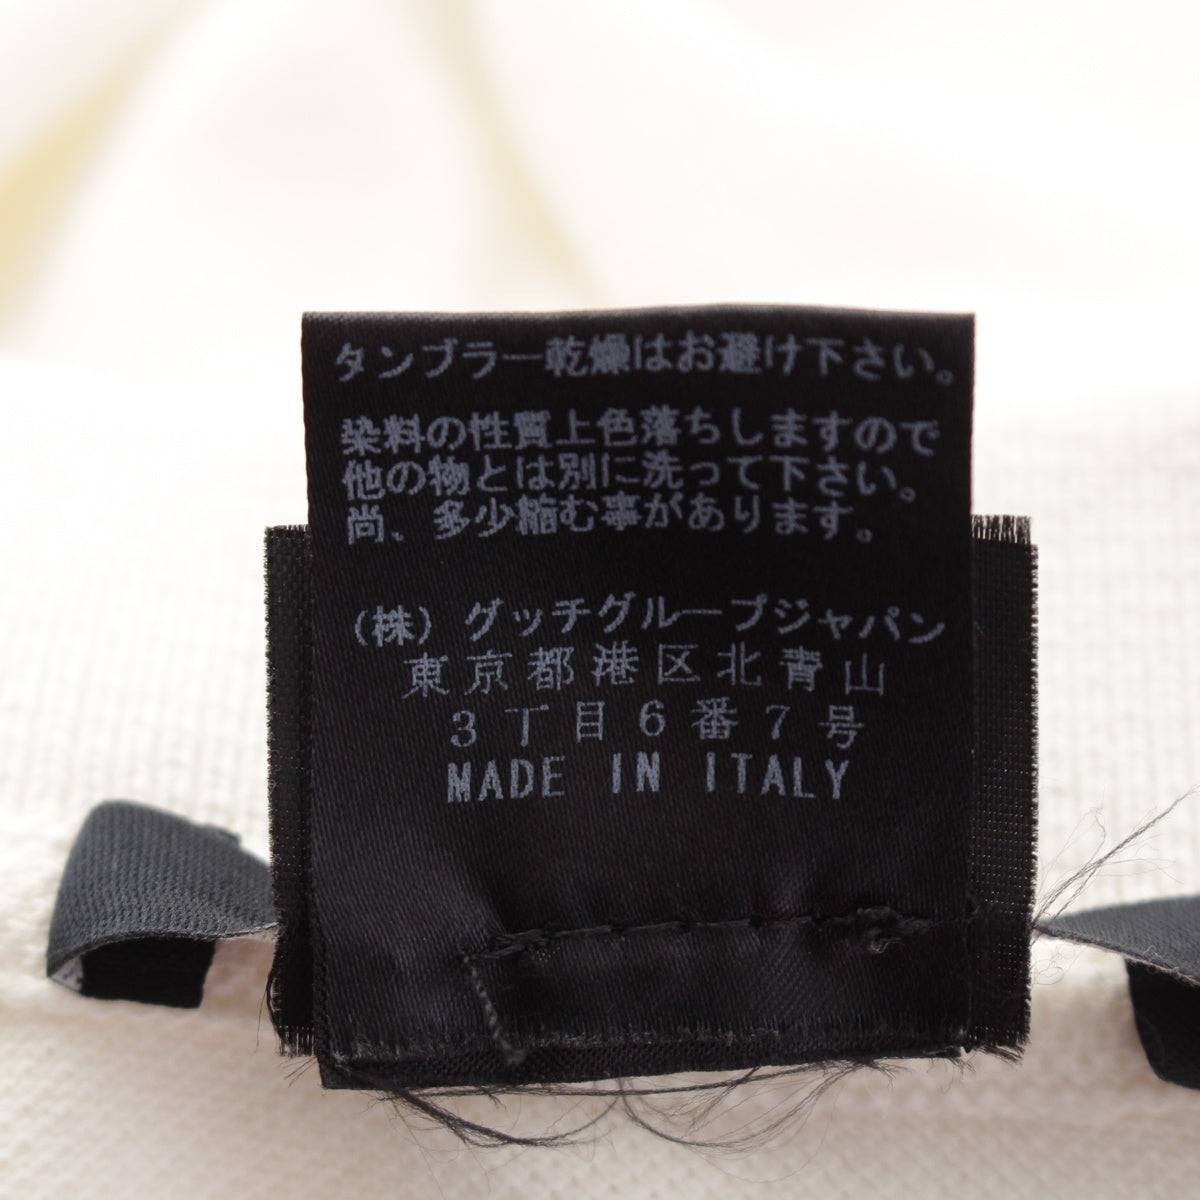 タンブラー乾燥はお避け下さい。
染料の性質上色落ちしますので
他の物とは別に洗って下さい。
尚、多少縮む事があります。
(株)グッチグループジャパン
東京都港区北青山
3丁目6番7号
MADE IN ITALY